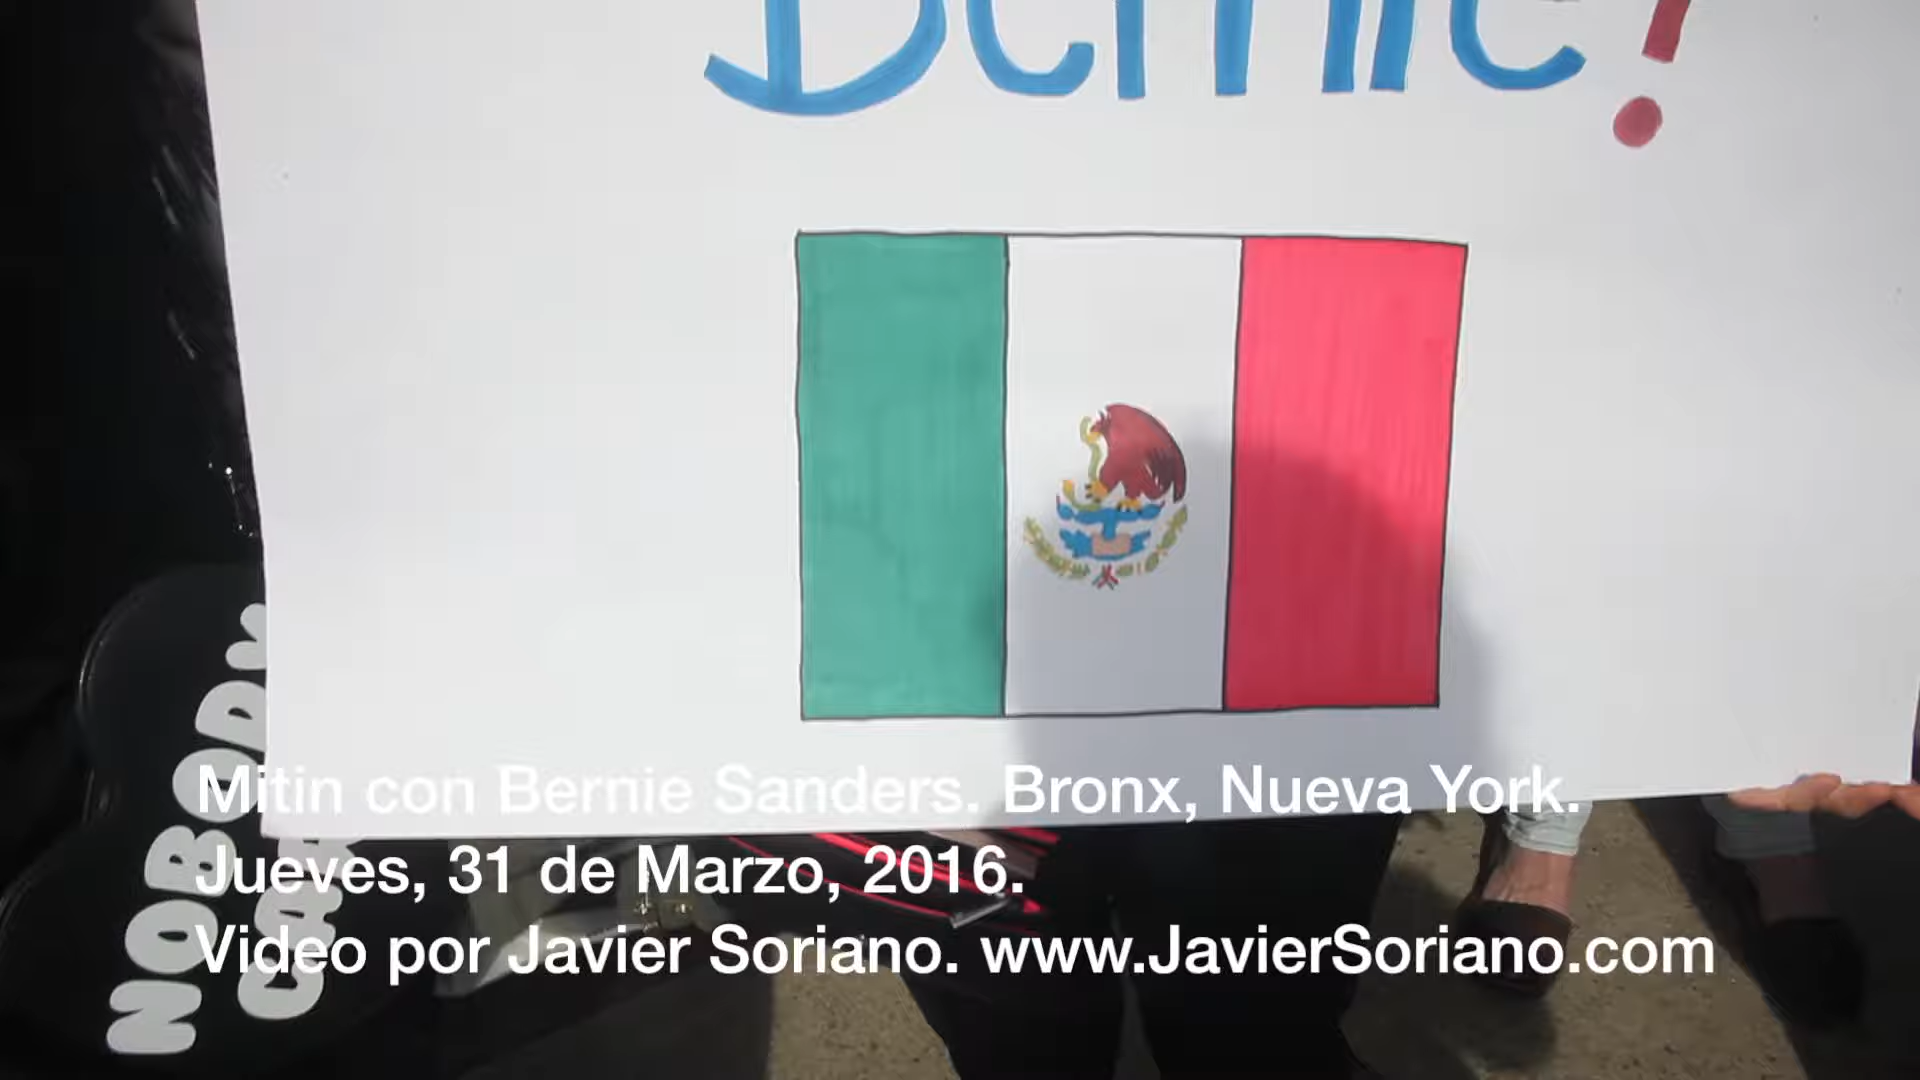 Bernie!
NOBODY
Mitin con Bernie Sanders. Bronx, Nueva York.
Jueves, 31 de Marzo, 2016.
Video por Javier Soriano. www.JavierSoriano.com